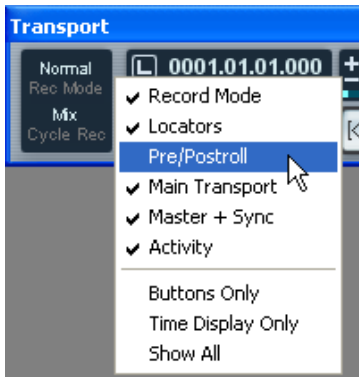 Transport
Normal
Rec Mode
Mix
Cycle Rec
L 0001.01.01.000
Record Mode
Locators
Pre/Postroll
Main Transport
Master + Sync
Activity
Buttons Only
Time Display Only
Show All